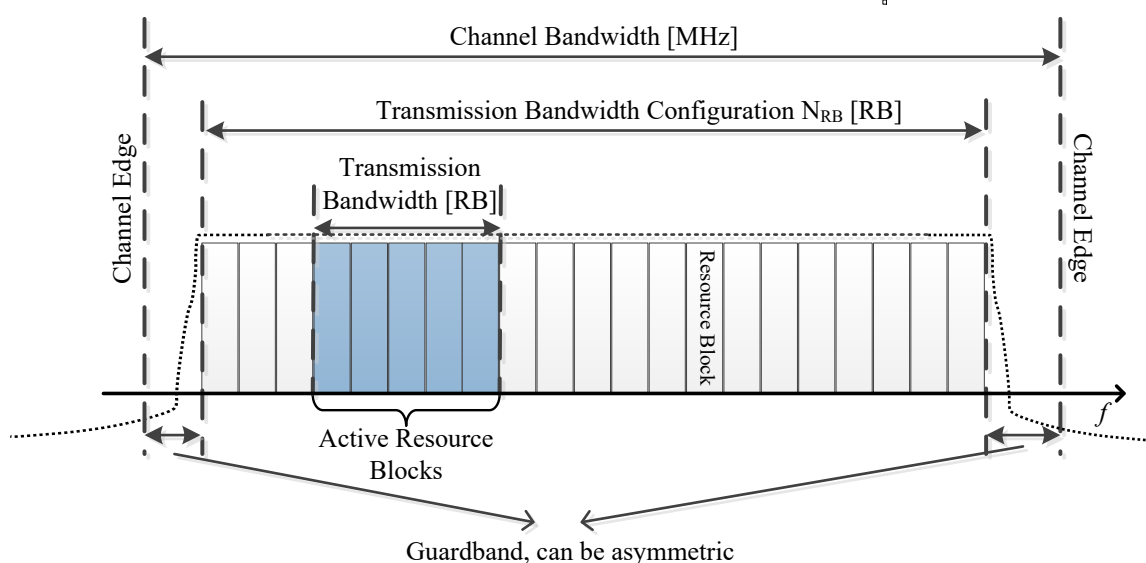 Channel Bandwidth [MHz]
Transmission Bandwidth Configuration N_RB [RB]
Transmission
Bandwidth [RB]
Channel Edge
Channel Edge
Resource Block
f
Active Resource
Blocks
Guardband, can be asymmetric